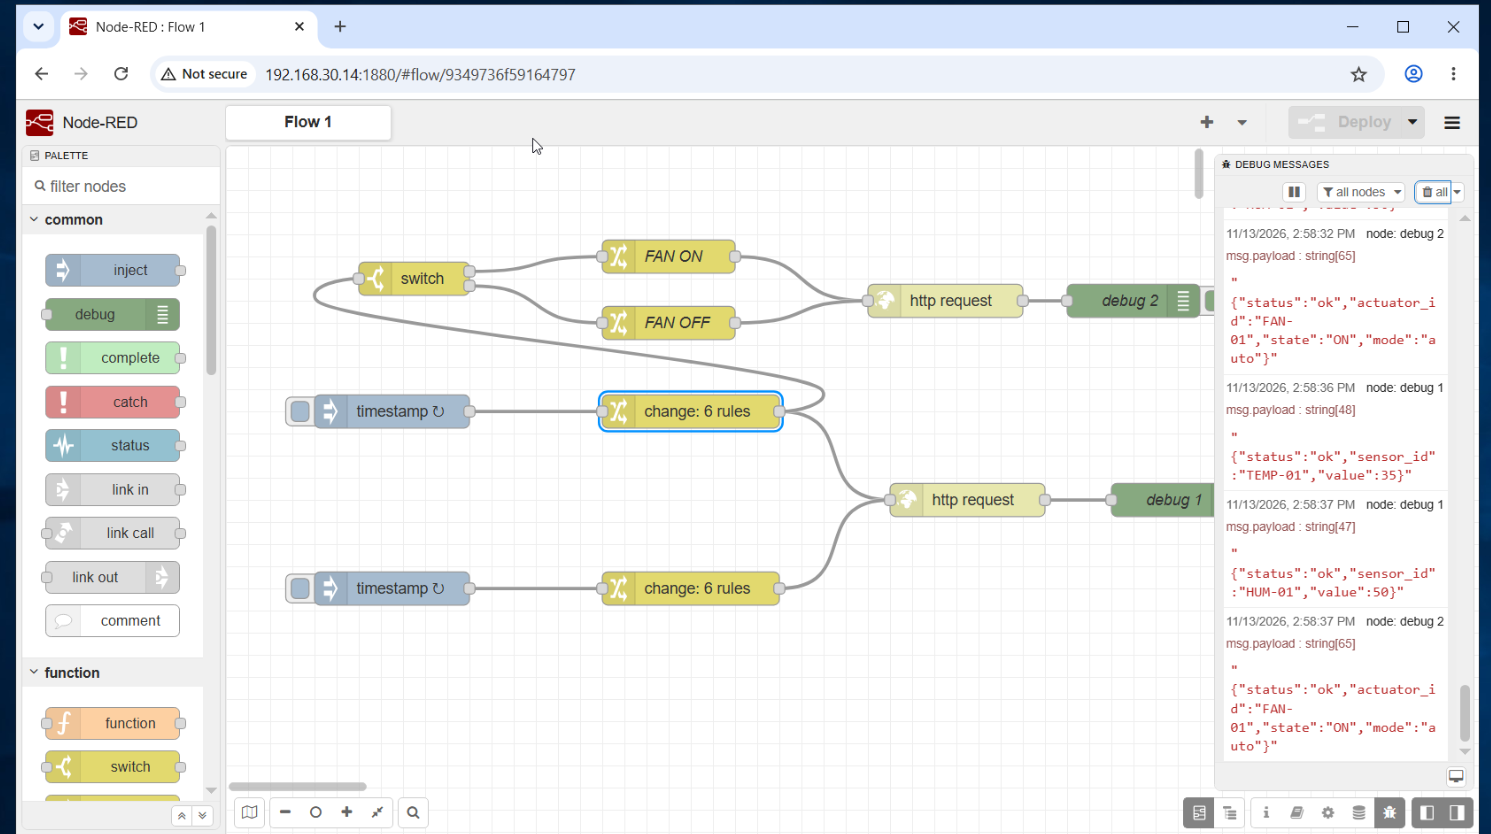 Node-RED : Flow 1
Not secure
192.168.30.14:1880/#flow/9349736f59164797
Node-RED
Flow 1
Deploy
PALETTE
filter nodes
common
inject
debug
complete
catch
status
link in
link call
link out
comment
function
function
switch
switch
FAN ON
FAN OFF
http request
debug 2
timestamp ↻
change: 6 rules
http request
debug 1
timestamp ↻
change: 6 rules
DEBUG MESSAGES
all nodes
all
11/13/2026, 2:58:32 PM node: debug 2
msg.payload : string[65]
"
{"status":"ok","actuator_i
d":"FAN-
01","state":"ON","mode":"a
uto"}"
11/13/2026, 2:58:36 PM node: debug 1
msg.payload : string[48]
"
{"status":"ok","sensor_id"
:"TEMP-01","value":35}"
11/13/2026, 2:58:37 PM node: debug 1
msg.payload : string[47]
"
{"status":"ok","sensor_id"
:"HUM-01","value":50}"
11/13/2026, 2:58:37 PM node: debug 2
msg.payload : string[65]
"
{"status":"ok","actuator_i
d":"FAN-
01","state":"ON","mode":"a
uto"}"